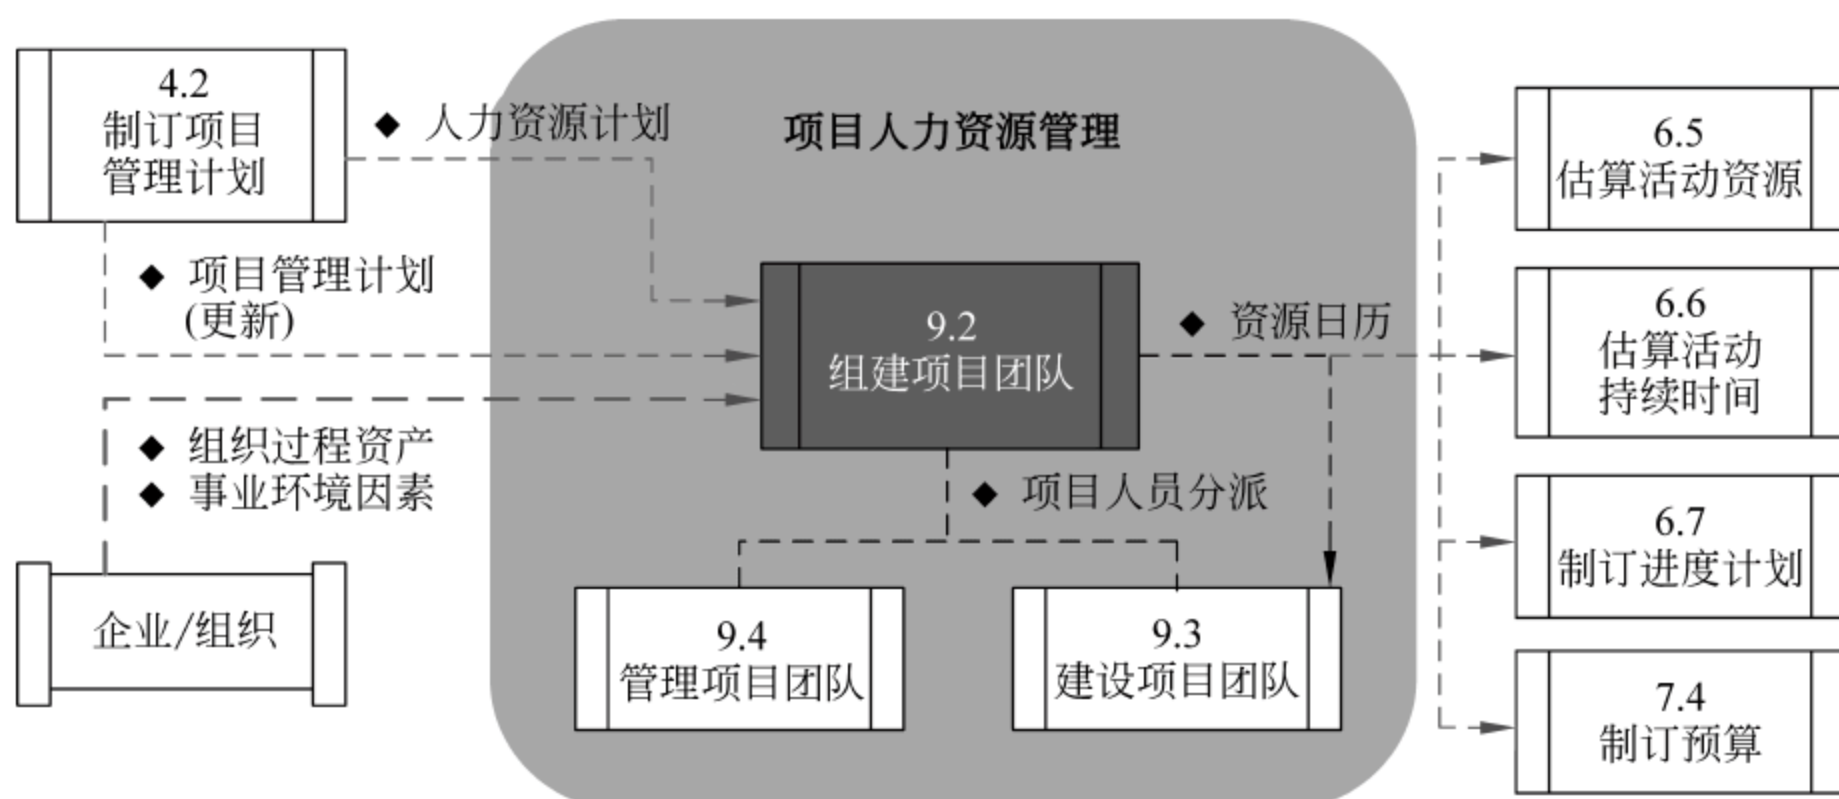 4.2
制订项目
管理计划
◆ 人力资源计划
项目人力资源管理
◆ 项目管理计划
(更新)
◆ 组织过程资产
◆ 事业环境因素
企业/组织
9.2
组建项目团队
◆ 资源日历
◆ 项目人员分派
9.4
管理项目团队
9.3
建设项目团队
6.5
估算活动资源
6.6
估算活动
持续时间
6.7
制订进度计划
7.4
制订预算